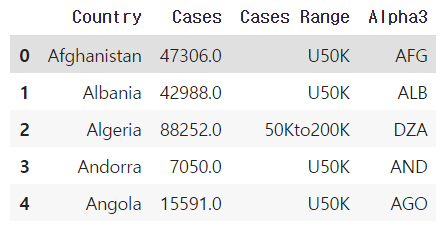 Country Cases Cases Range Alpha3
0 Afghanistan 47306.0 U50K AFG
1 Albania 42988.0 U50K ALB
2 Algeria 88252.0 50Kto200K DZA
3 Andorra 7050.0 U50K AND
4 Angola 15591.0 U50K AGO